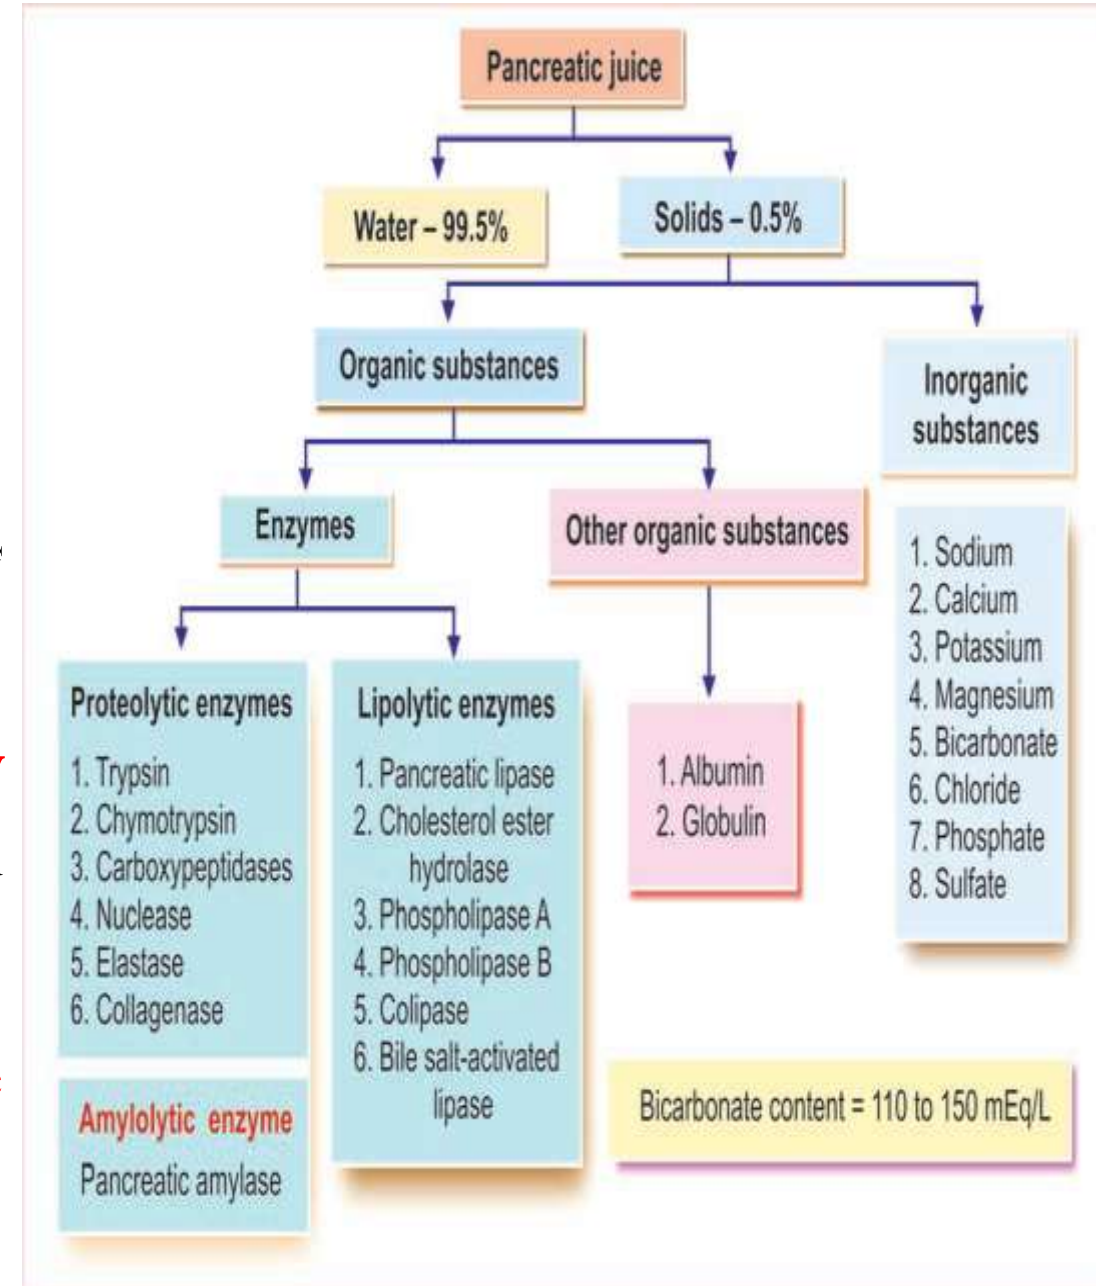 Pancreatic juice
Water – 99.5%
Solids – 0.5%
Organic substances
Inorganic
substances
Enzymes
Other organic substances
1. Sodium
2. Calcium
3. Potassium
4. Magnesium
5. Bicarbonate
6. Chloride
7. Phosphate
8. Sulfate
Proteolytic enzymes
1. Trypsin
2. Chymotrypsin
3. Carboxypeptidases
4. Nuclease
5. Elastase
6. Collagenase
Lipolytic enzymes
1. Pancreatic lipase
2. Cholesterol ester
hydrolase
3. Phospholipase A
4. Phospholipase B
5. Colipase
6. Bile salt-activated
lipase
1. Albumin
2. Globulin
Amylolytic enzyme
Pancreatic amylase
Bicarbonate content = 110 to 150 mEq/L